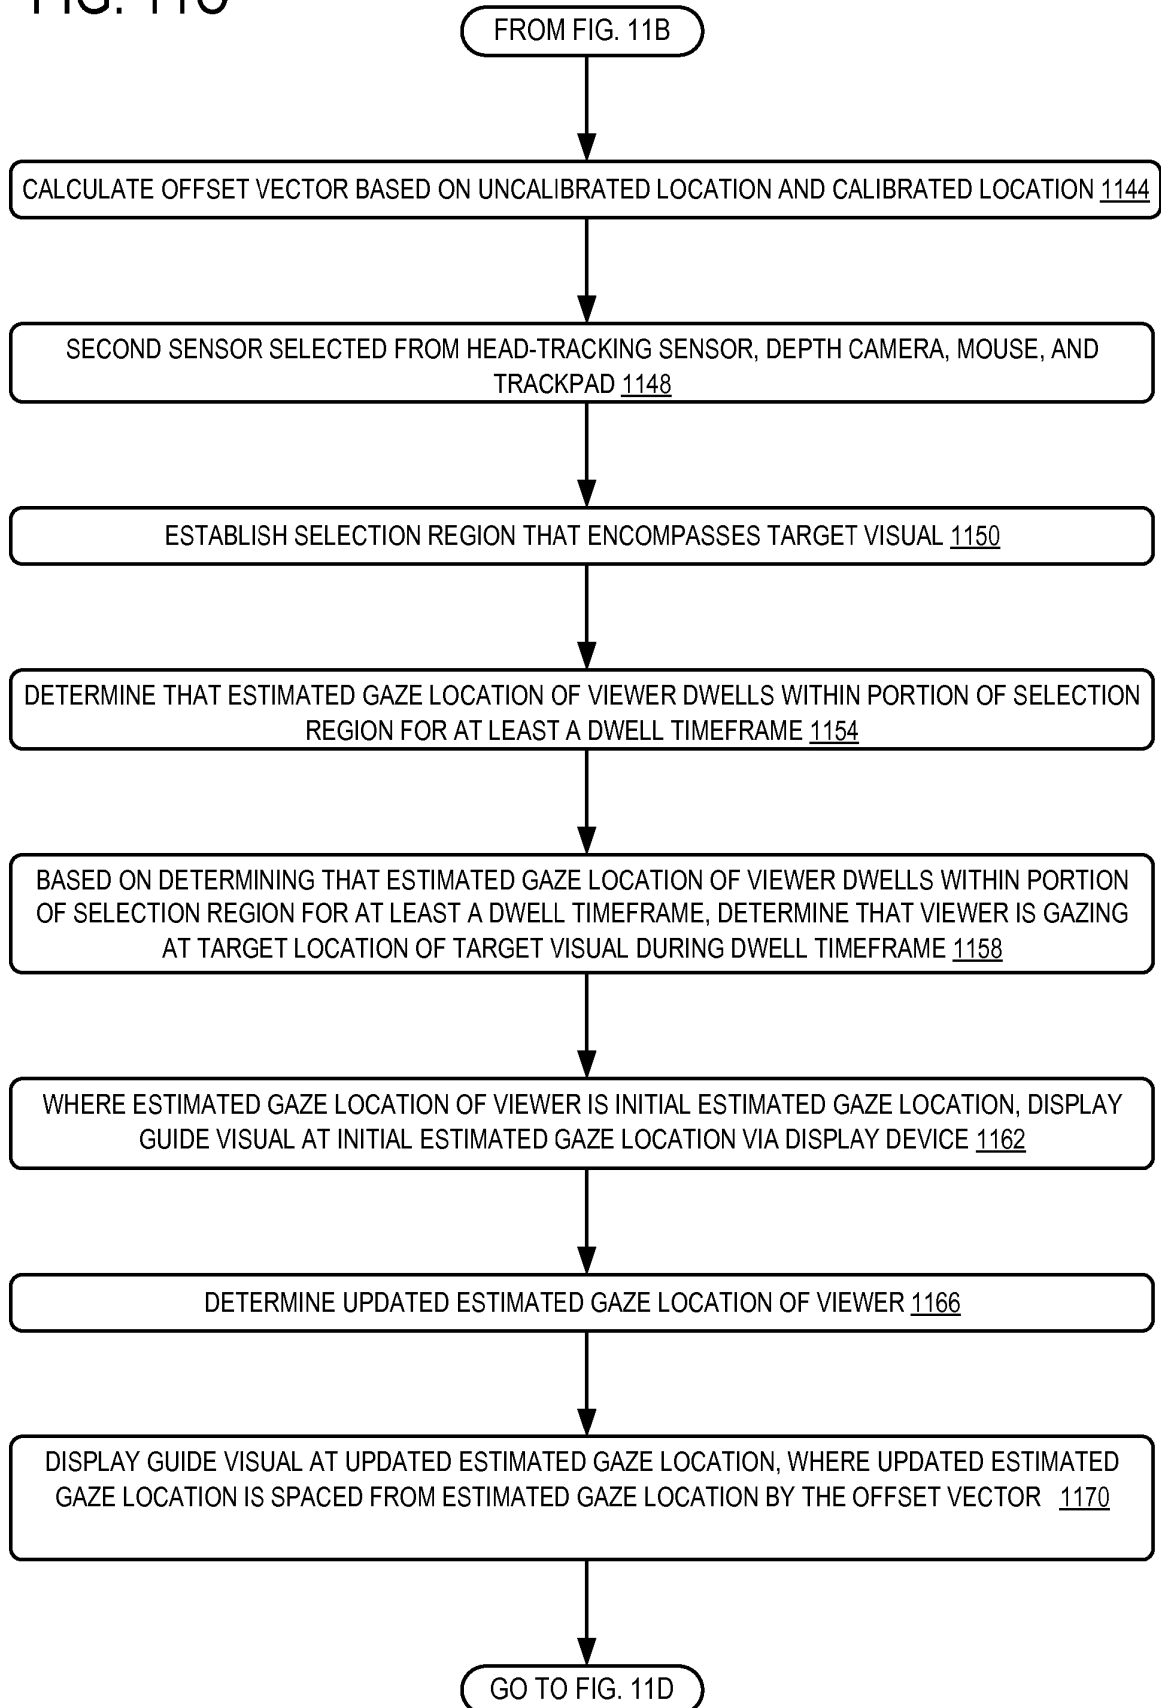 FIG. 11C
FROM FIG. 11B
CALCULATE OFFSET VECTOR BASED ON UNCALIBRATED LOCATION AND CALIBRATED LOCATION 1144
SECOND SENSOR SELECTED FROM HEAD-TRACKING SENSOR, DEPTH CAMERA, MOUSE, AND
TRACKPAD 1148
ESTABLISH SELECTION REGION THAT ENCOMPASSES TARGET VISUAL 1150
DETERMINE THAT ESTIMATED GAZE LOCATION OF VIEWER DWELLS WITHIN PORTION OF SELECTION
REGION FOR AT LEAST A DWELL TIMEFRAME 1154
BASED ON DETERMINING THAT ESTIMATED GAZE LOCATION OF VIEWER DWELLS WITHIN PORTION
OF SELECTION REGION FOR AT LEAST A DWELL TIMEFRAME, DETERMINE THAT VIEWER IS GAZING
AT TARGET LOCATION OF TARGET VISUAL DURING DWELL TIMEFRAME 1158
WHERE ESTIMATED GAZE LOCATION OF VIEWER IS INITIAL ESTIMATED GAZE LOCATION, DISPLAY
GUIDE VISUAL AT INITIAL ESTIMATED GAZE LOCATION VIA DISPLAY DEVICE 1162
DETERMINE UPDATED ESTIMATED GAZE LOCATION OF VIEWER 1166
DISPLAY GUIDE VISUAL AT UPDATED ESTIMATED GAZE LOCATION, WHERE UPDATED ESTIMATED
GAZE LOCATION IS SPACED FROM ESTIMATED GAZE LOCATION BY THE OFFSET VECTOR 1170
GO TO FIG. 11D